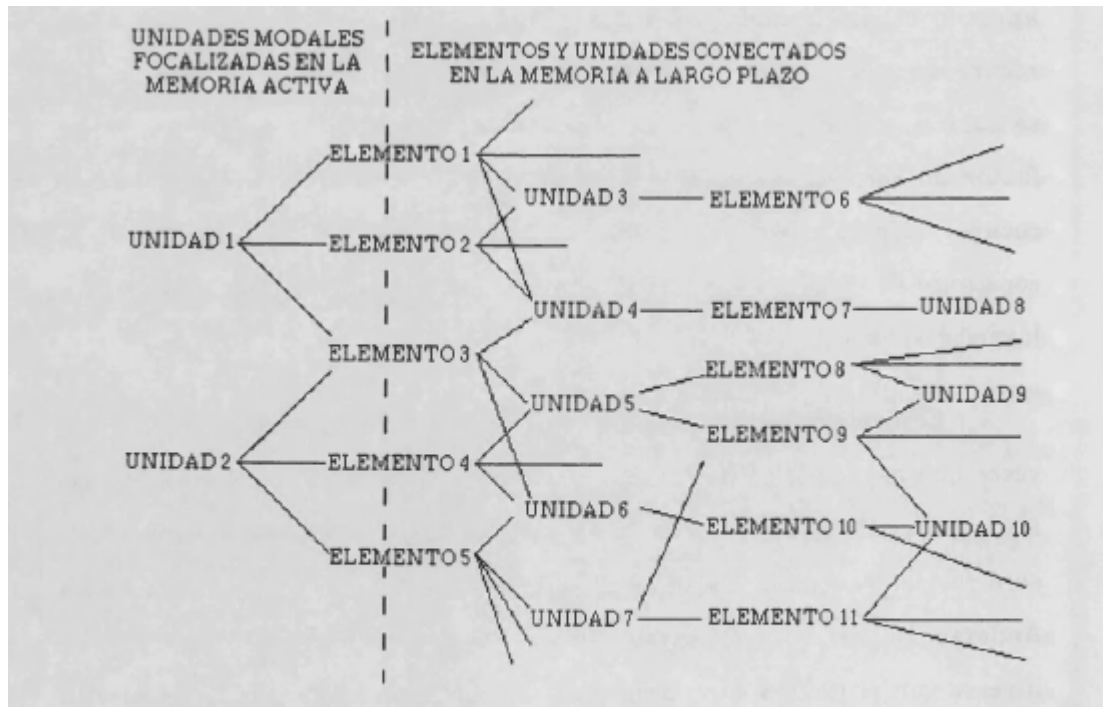 UNIDADES MODALES
FOCALIZADAS EN LA
MEMORIA ACTIVA
ELEMENTOS Y UNIDADES CONECTADOS
EN LA MEMORIA A LARGO PLAZO
ELEMENTO 1
UNIDAD 3
ELEMENTO 6
UNIDAD 1
ELEMENTO 2
UNIDAD 4
ELEMENTO 7
UNIDAD 8
ELEMENTO 3
ELEMENTO 8
UNIDAD 5
UNIDAD 9
ELEMENTO 9
UNIDAD 2
ELEMENTO 4
UNIDAD 6
ELEMENTO 10
UNIDAD 10
ELEMENTO 5
UNIDAD 7
ELEMENTO 11